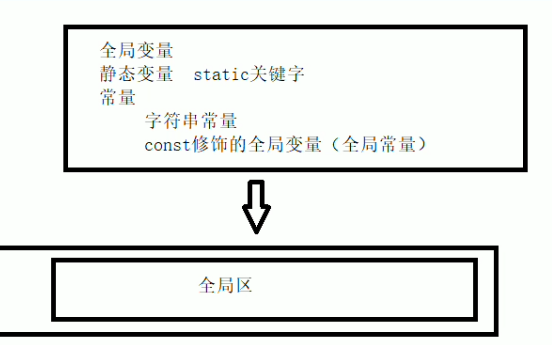 全局变量
静态变量 static关键字
常量
字符串常量
const修饰的全局变量（全局常量）
全局区